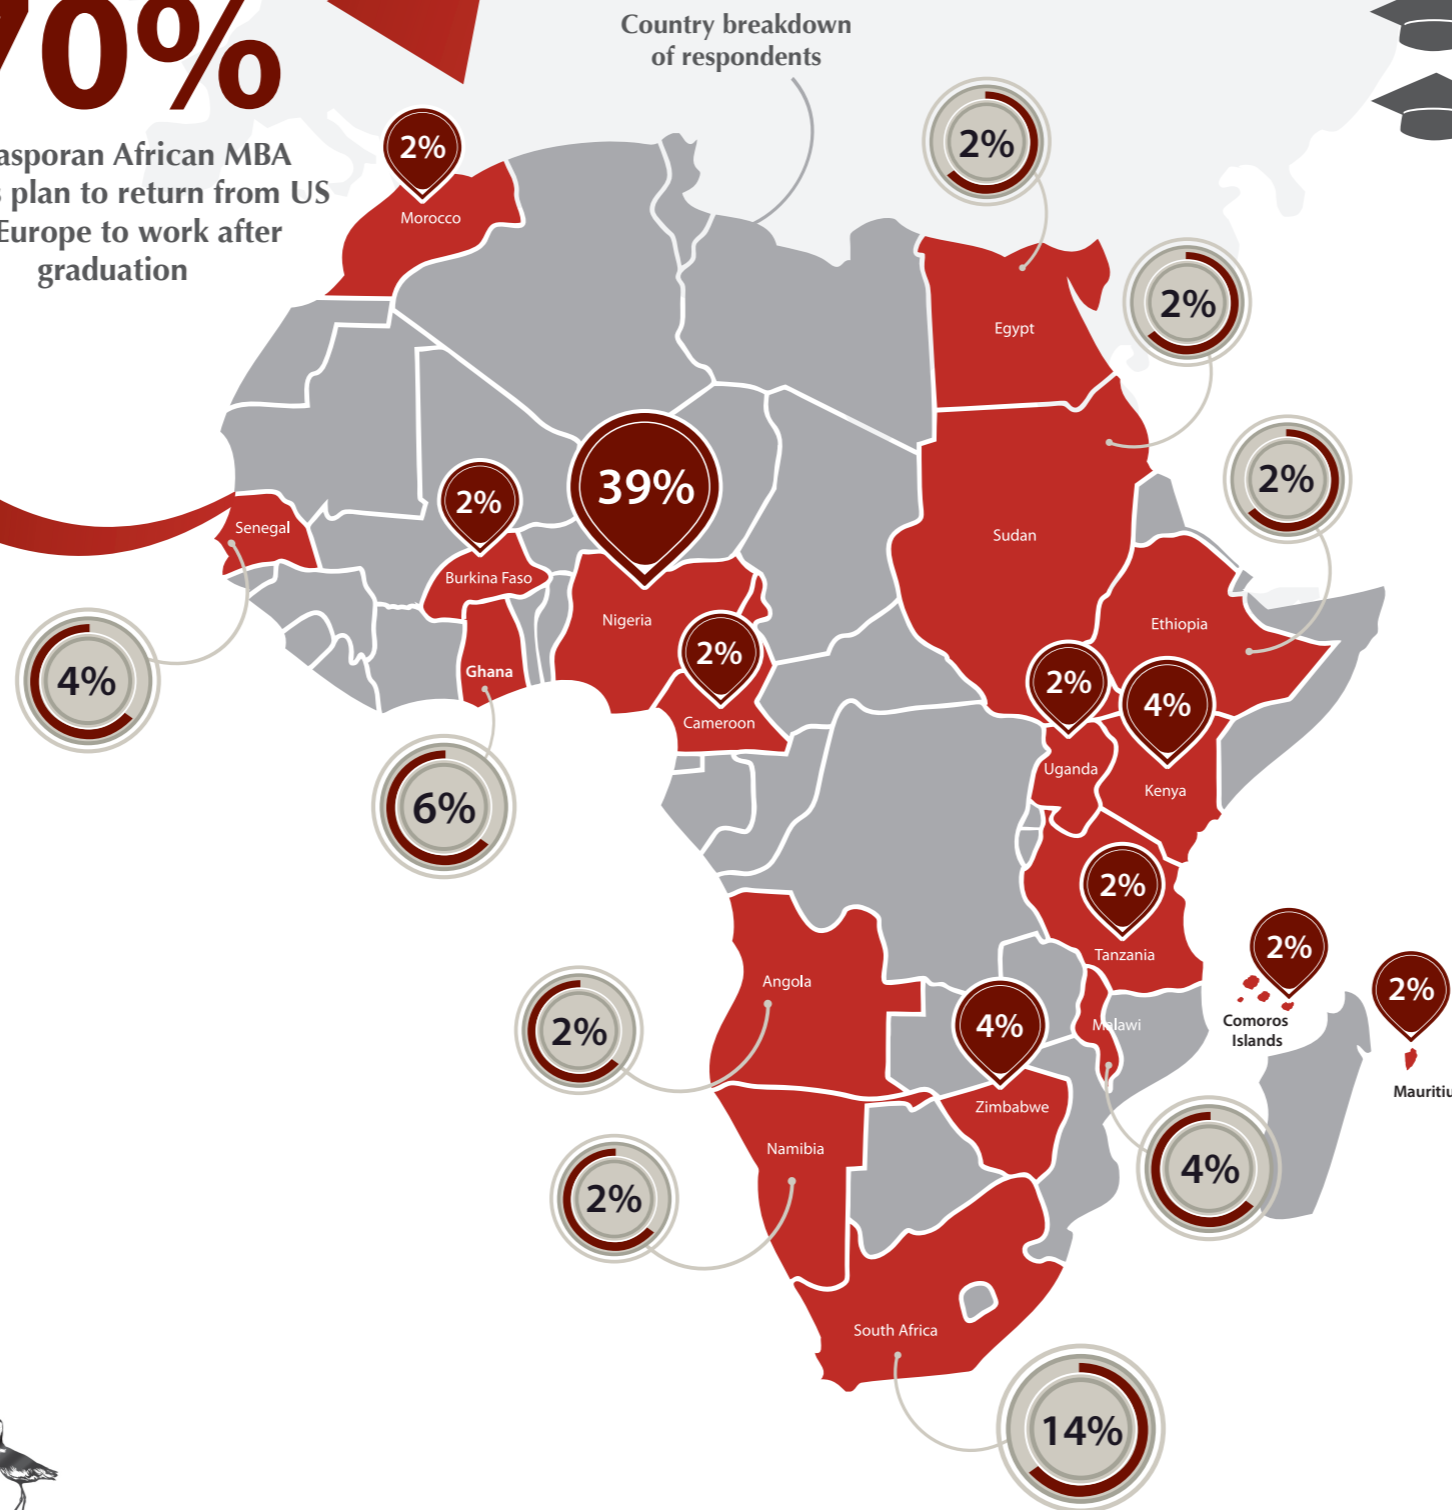 70%
asporan African MBA
s plan to return from US
Europe to work after
graduation
Country breakdown
of respondents
2%
Morocco
2%
Egypt
2%
Sudan
2%
Ethiopia
Senegal
4%
2%
Burkina Faso
39%
Nigeria
Ghana
6%
2%
Cameroon
2%
Uganda
4%
Kenya
2%
Tanzania
2%
Comoros
Islands
2%
Mauritiu
Angola
2%
4%
Zimbabwe
Malawi
4%
Namibia
2%
South Africa
14%